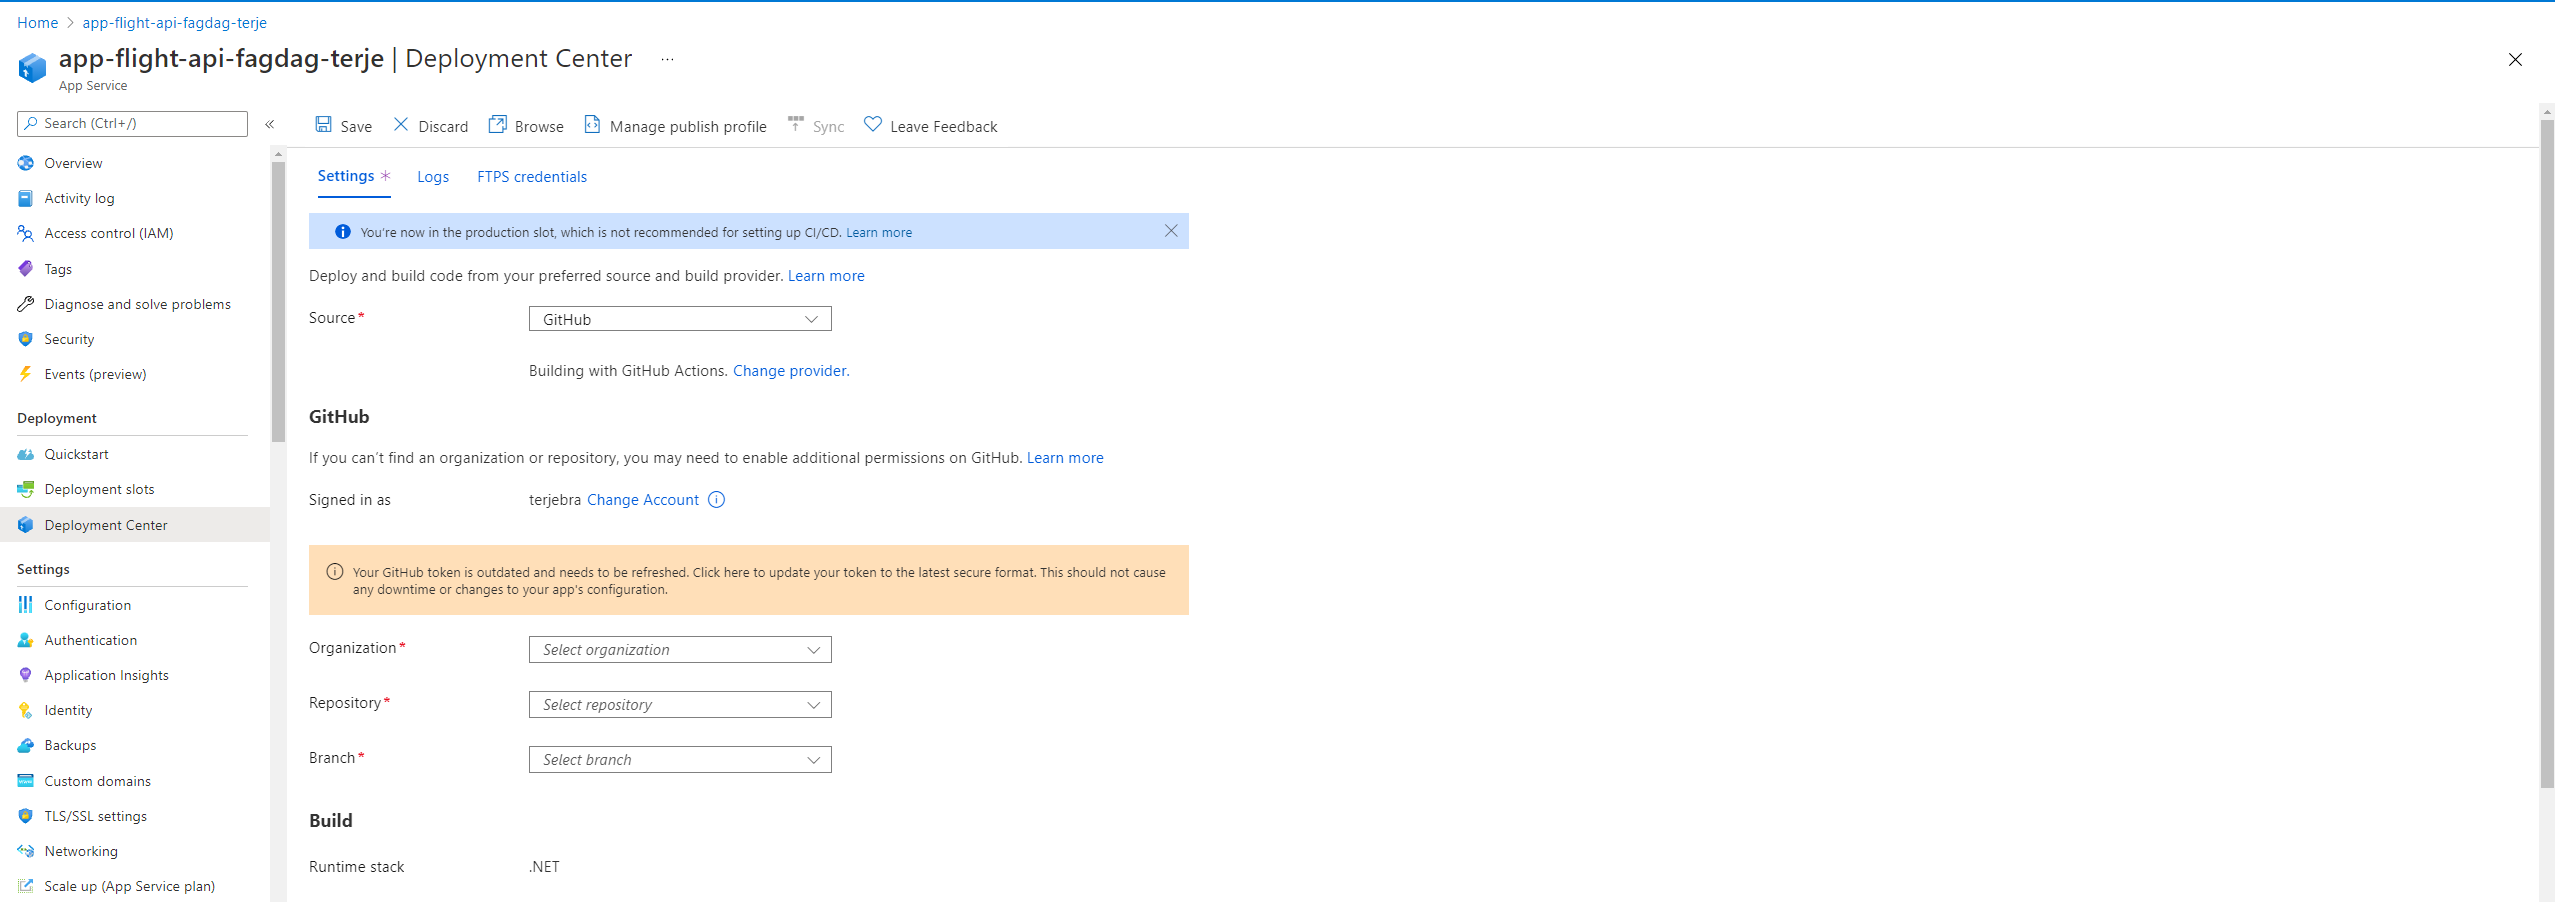 Home > app-flight-api-fagdag-terje
app-flight-api-fagdag-terje | Deployment Center ...
App Service
Search (Ctrl+/)
«
Overview
Activity log
Access control (IAM)
Tags
Diagnose and solve problems
Security
Events (preview)
Deployment
Quickstart
Deployment slots
Deployment Center
Settings
Configuration
Authentication
Application Insights
Identity
Backups
Custom domains
TLS/SSL settings
Networking
Scale up (App Service plan)
Save Discard Browse Manage publish profile Sync Leave Feedback
Settings * Logs FTPS credentials
You're now in the production slot, which is not recommended for setting up CI/CD. Learn more
Deploy and build code from your preferred source and build provider. Learn more
Source* GitHub
Building with GitHub Actions. Change provider.
GitHub
If you can't find an organization or repository, you may need to enable additional permissions on GitHub. Learn more
Signed in as terjebra Change Account
Your GitHub token is outdated and needs to be refreshed. Click here to update your token to the latest secure format. This should not cause
any downtime or changes to your app's configuration.
Organization* Select organization
Repository* Select repository
Branch* Select branch
Build
Runtime stack .NET